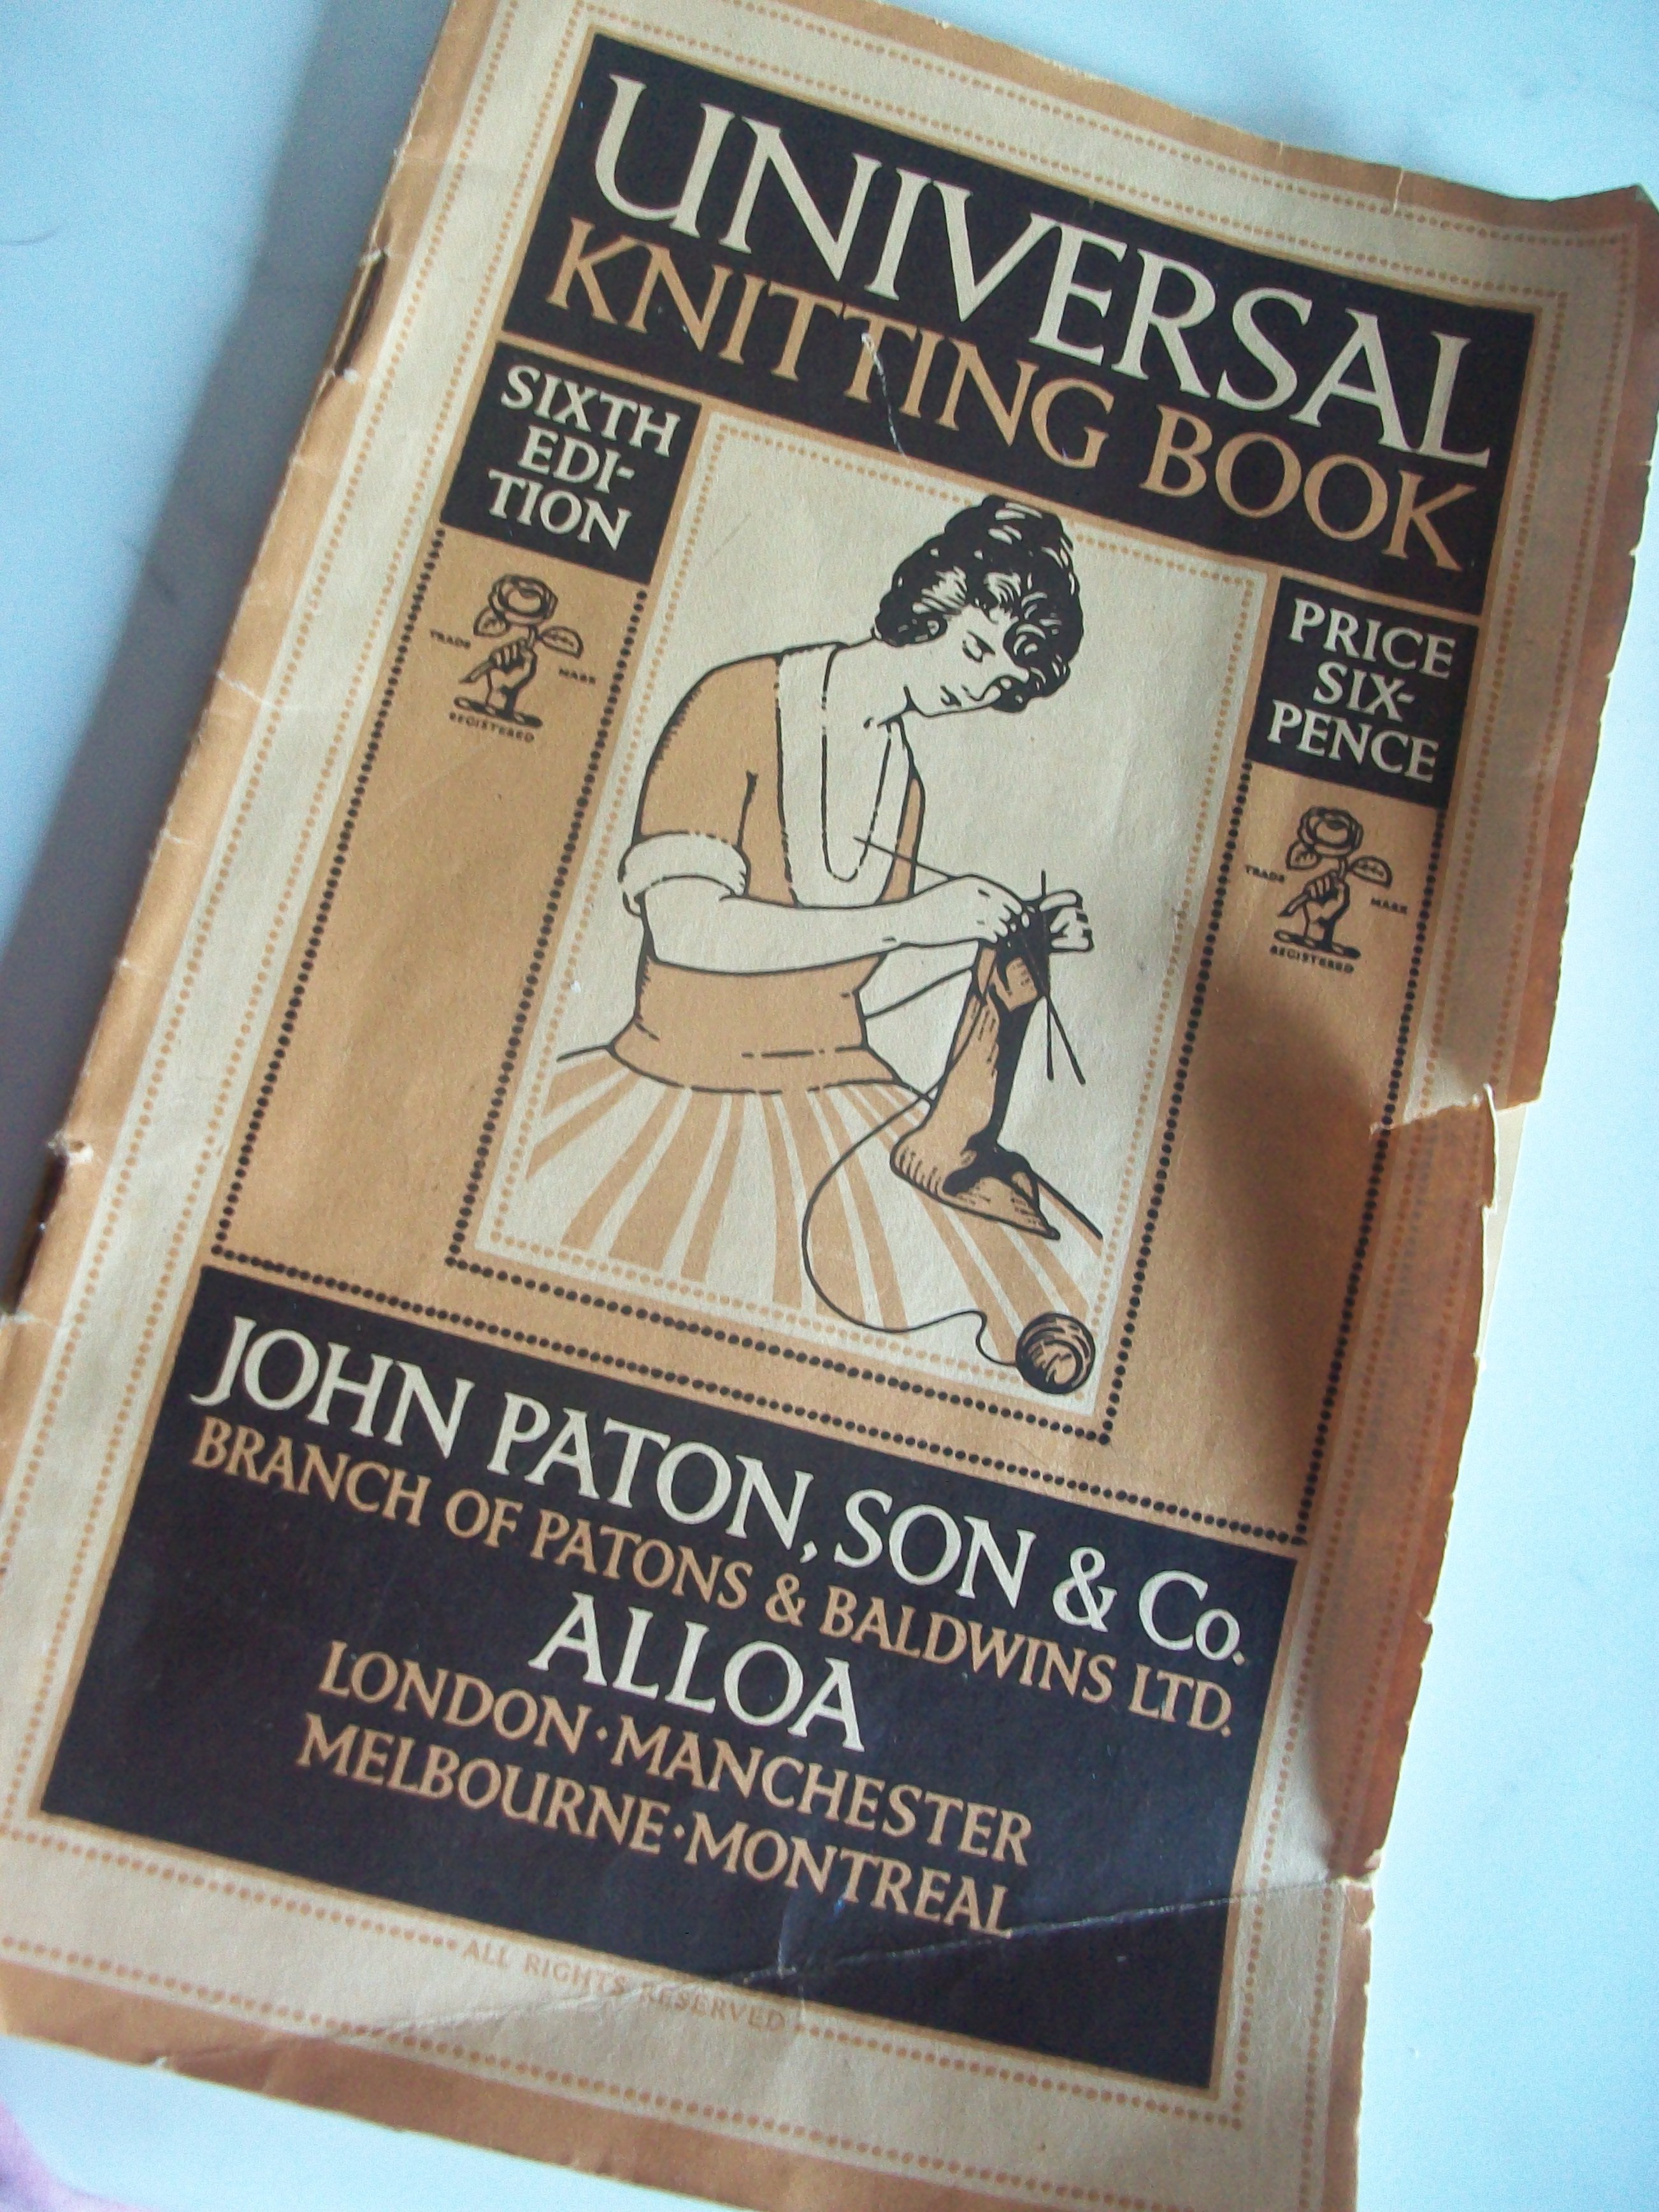 UNIVERSAL
KNITTING BOOK
SIXTH
EDI-
TION
TRADE MARK
REGISTERED
PRICE
SIX-
PENCE
TRADE MARK
REGISTERED
JOHN PATON, SON & Co.
BRANCH OF PATONS & BALDWINS LTD.
ALLOA
LONDON·MANCHESTER
MELBOURNE·MONTREAL
ALL RIGHTS RESERVED